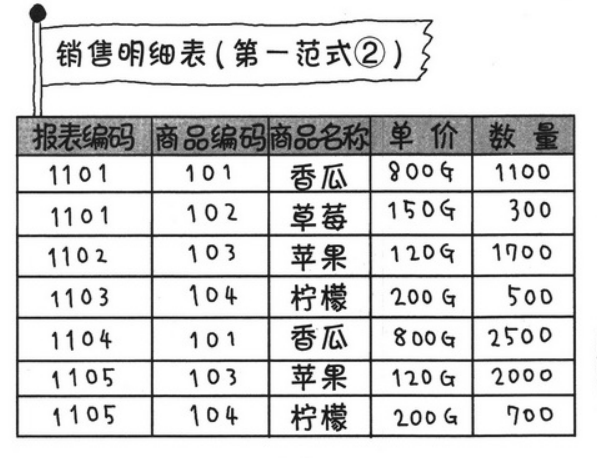 销售明细表(第一范式②)
报表编码 商品编码 商品名称 单价 数量
1101 101 香瓜 800G 1100
1101 102 草莓 150G 300
1102 103 苹果 120G 1700
1103 104 柠檬 200G 500
1104 101 香瓜 800G 2500
1105 103 苹果 120G 2000
1105 104 柠檬 200G 700